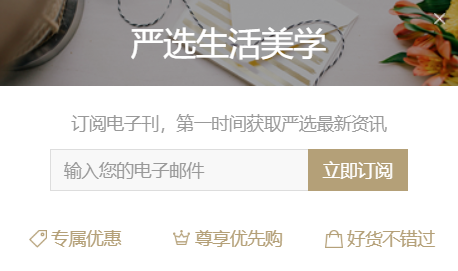 严选生活美学
订阅电子刊，第一时间获取严选最新资讯
输入您的电子邮件
立即订阅
专属优惠
尊享优先购
好货不错过